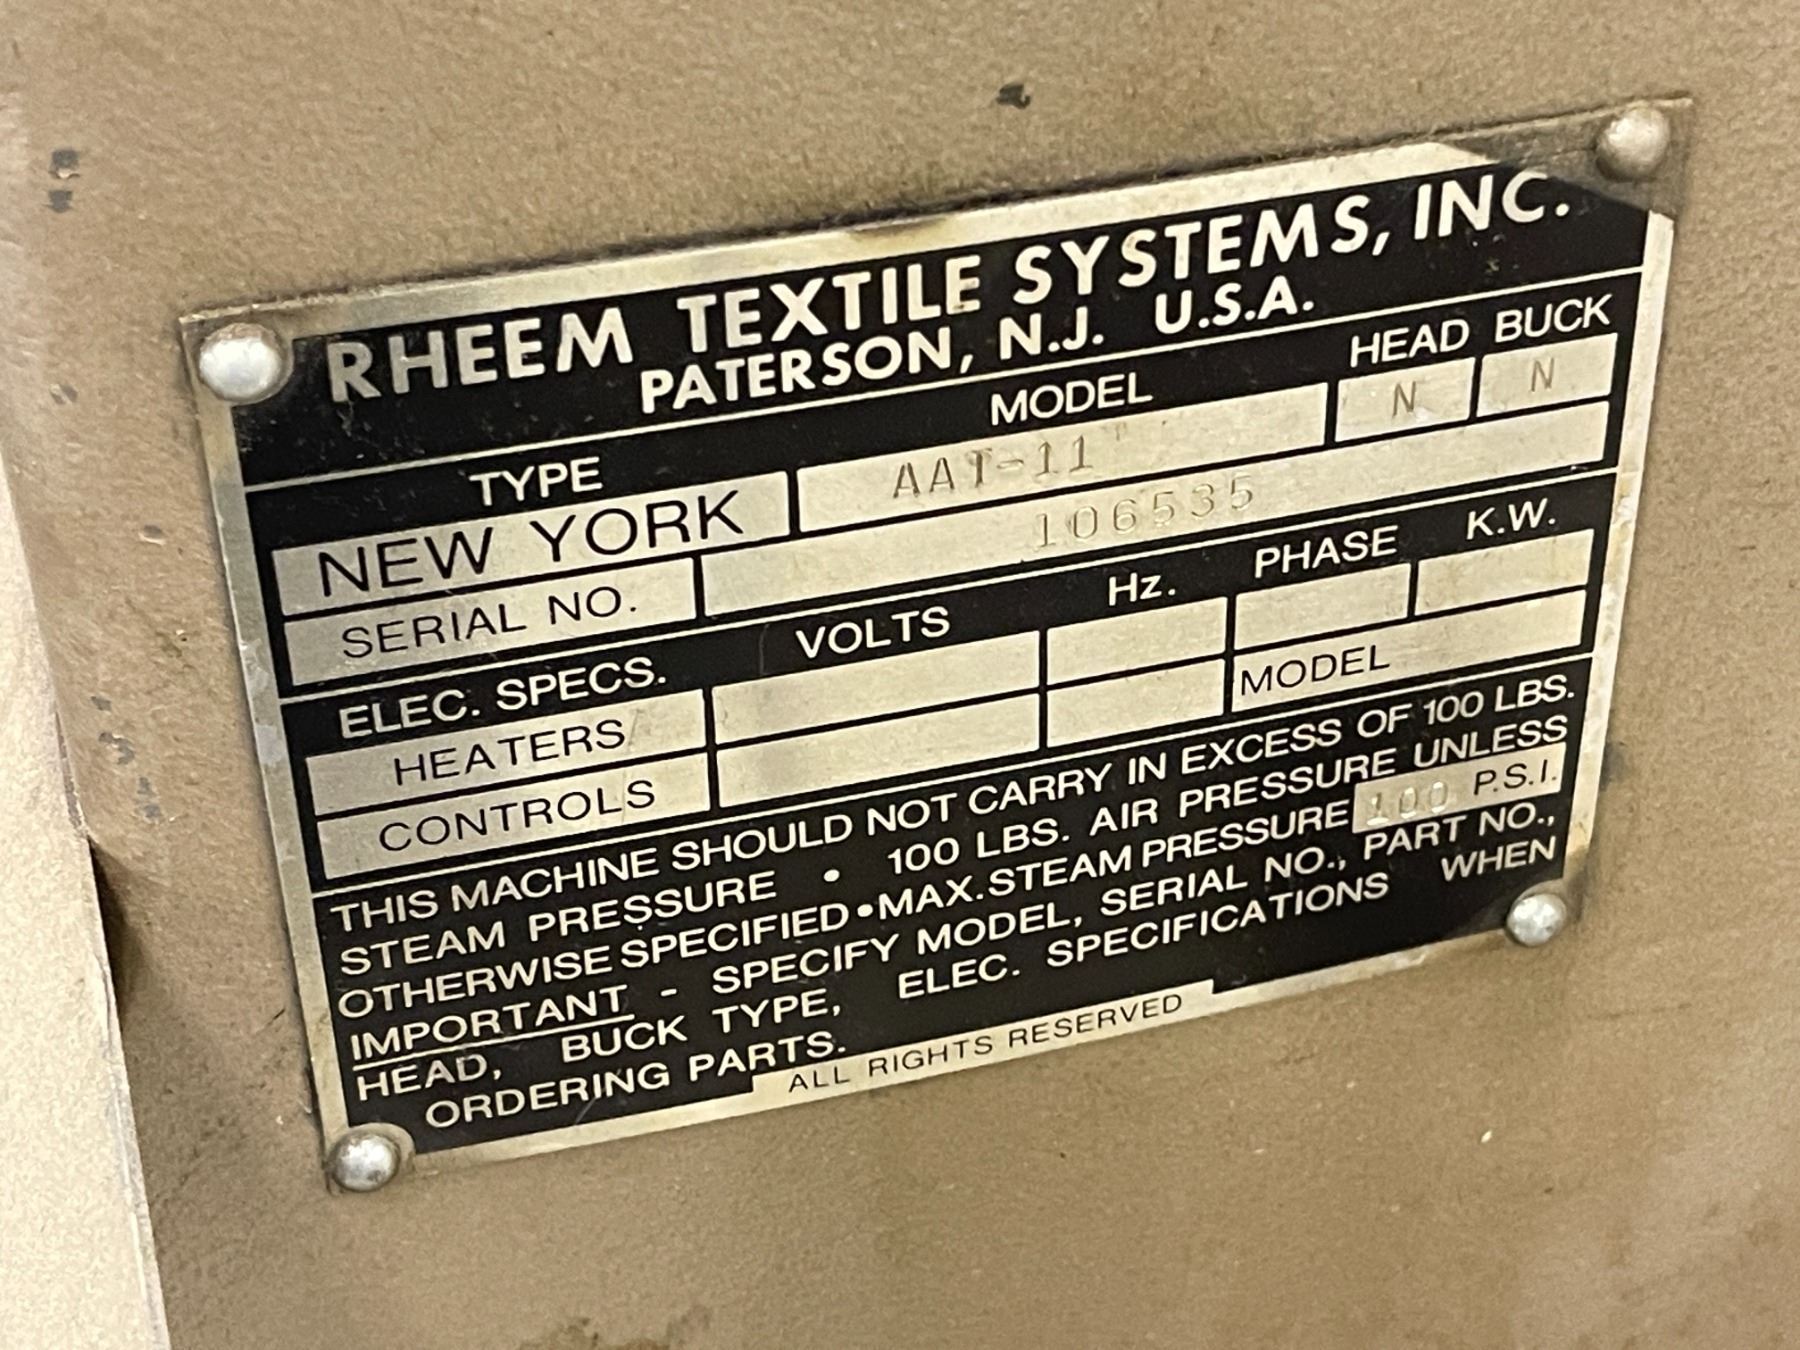 RHEEM TEXTILE SYSTEMS, INC.
PATERSON, N.J. U.S.A.
TYPE MODEL HEAD BUCK
NEW YORK AAT-11 N N
SERIAL NO. 106535
ELEC. SPECS. VOLTS Hz. PHASE K.W.
HEATERS
CONTROLS MODEL
THIS MACHINE SHOULD NOT CARRY IN EXCESS OF 100 LBS.
STEAM PRESSURE • 100 LBS. AIR PRESSURE UNLESS
OTHERWISE SPECIFIED•MAX. STEAM PRESSURE 100 P.S.I.
IMPORTANT - SPECIFY MODEL, SERIAL NO., PART NO.,
HEAD, BUCK TYPE, ELEC. SPECIFICATIONS WHEN
ORDERING PARTS.
ALL RIGHTS RESERVED